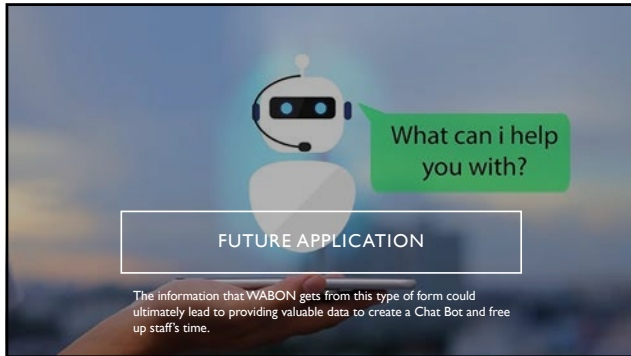 What can i help
you with?
FUTURE APPLICATION
The information that WABON gets from this type of form could
ultimately lead to providing valuable data to create a Chat Bot and free
up staff's time.